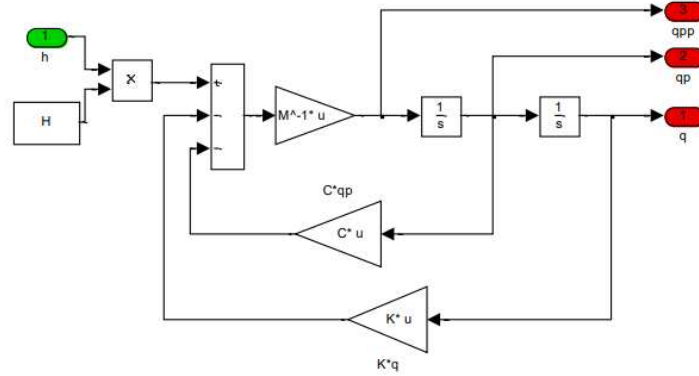 3
qpp
1
h
2
qp
x
+
H
M^-1* u
1
s
1
s
1
q
−
−
C*qp
C* u
K* u
K*q